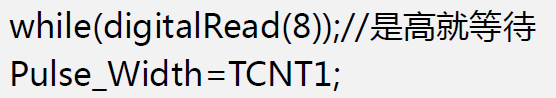 while(digitalRead(8));//是高就等待
Pulse_Width=TCNT1;